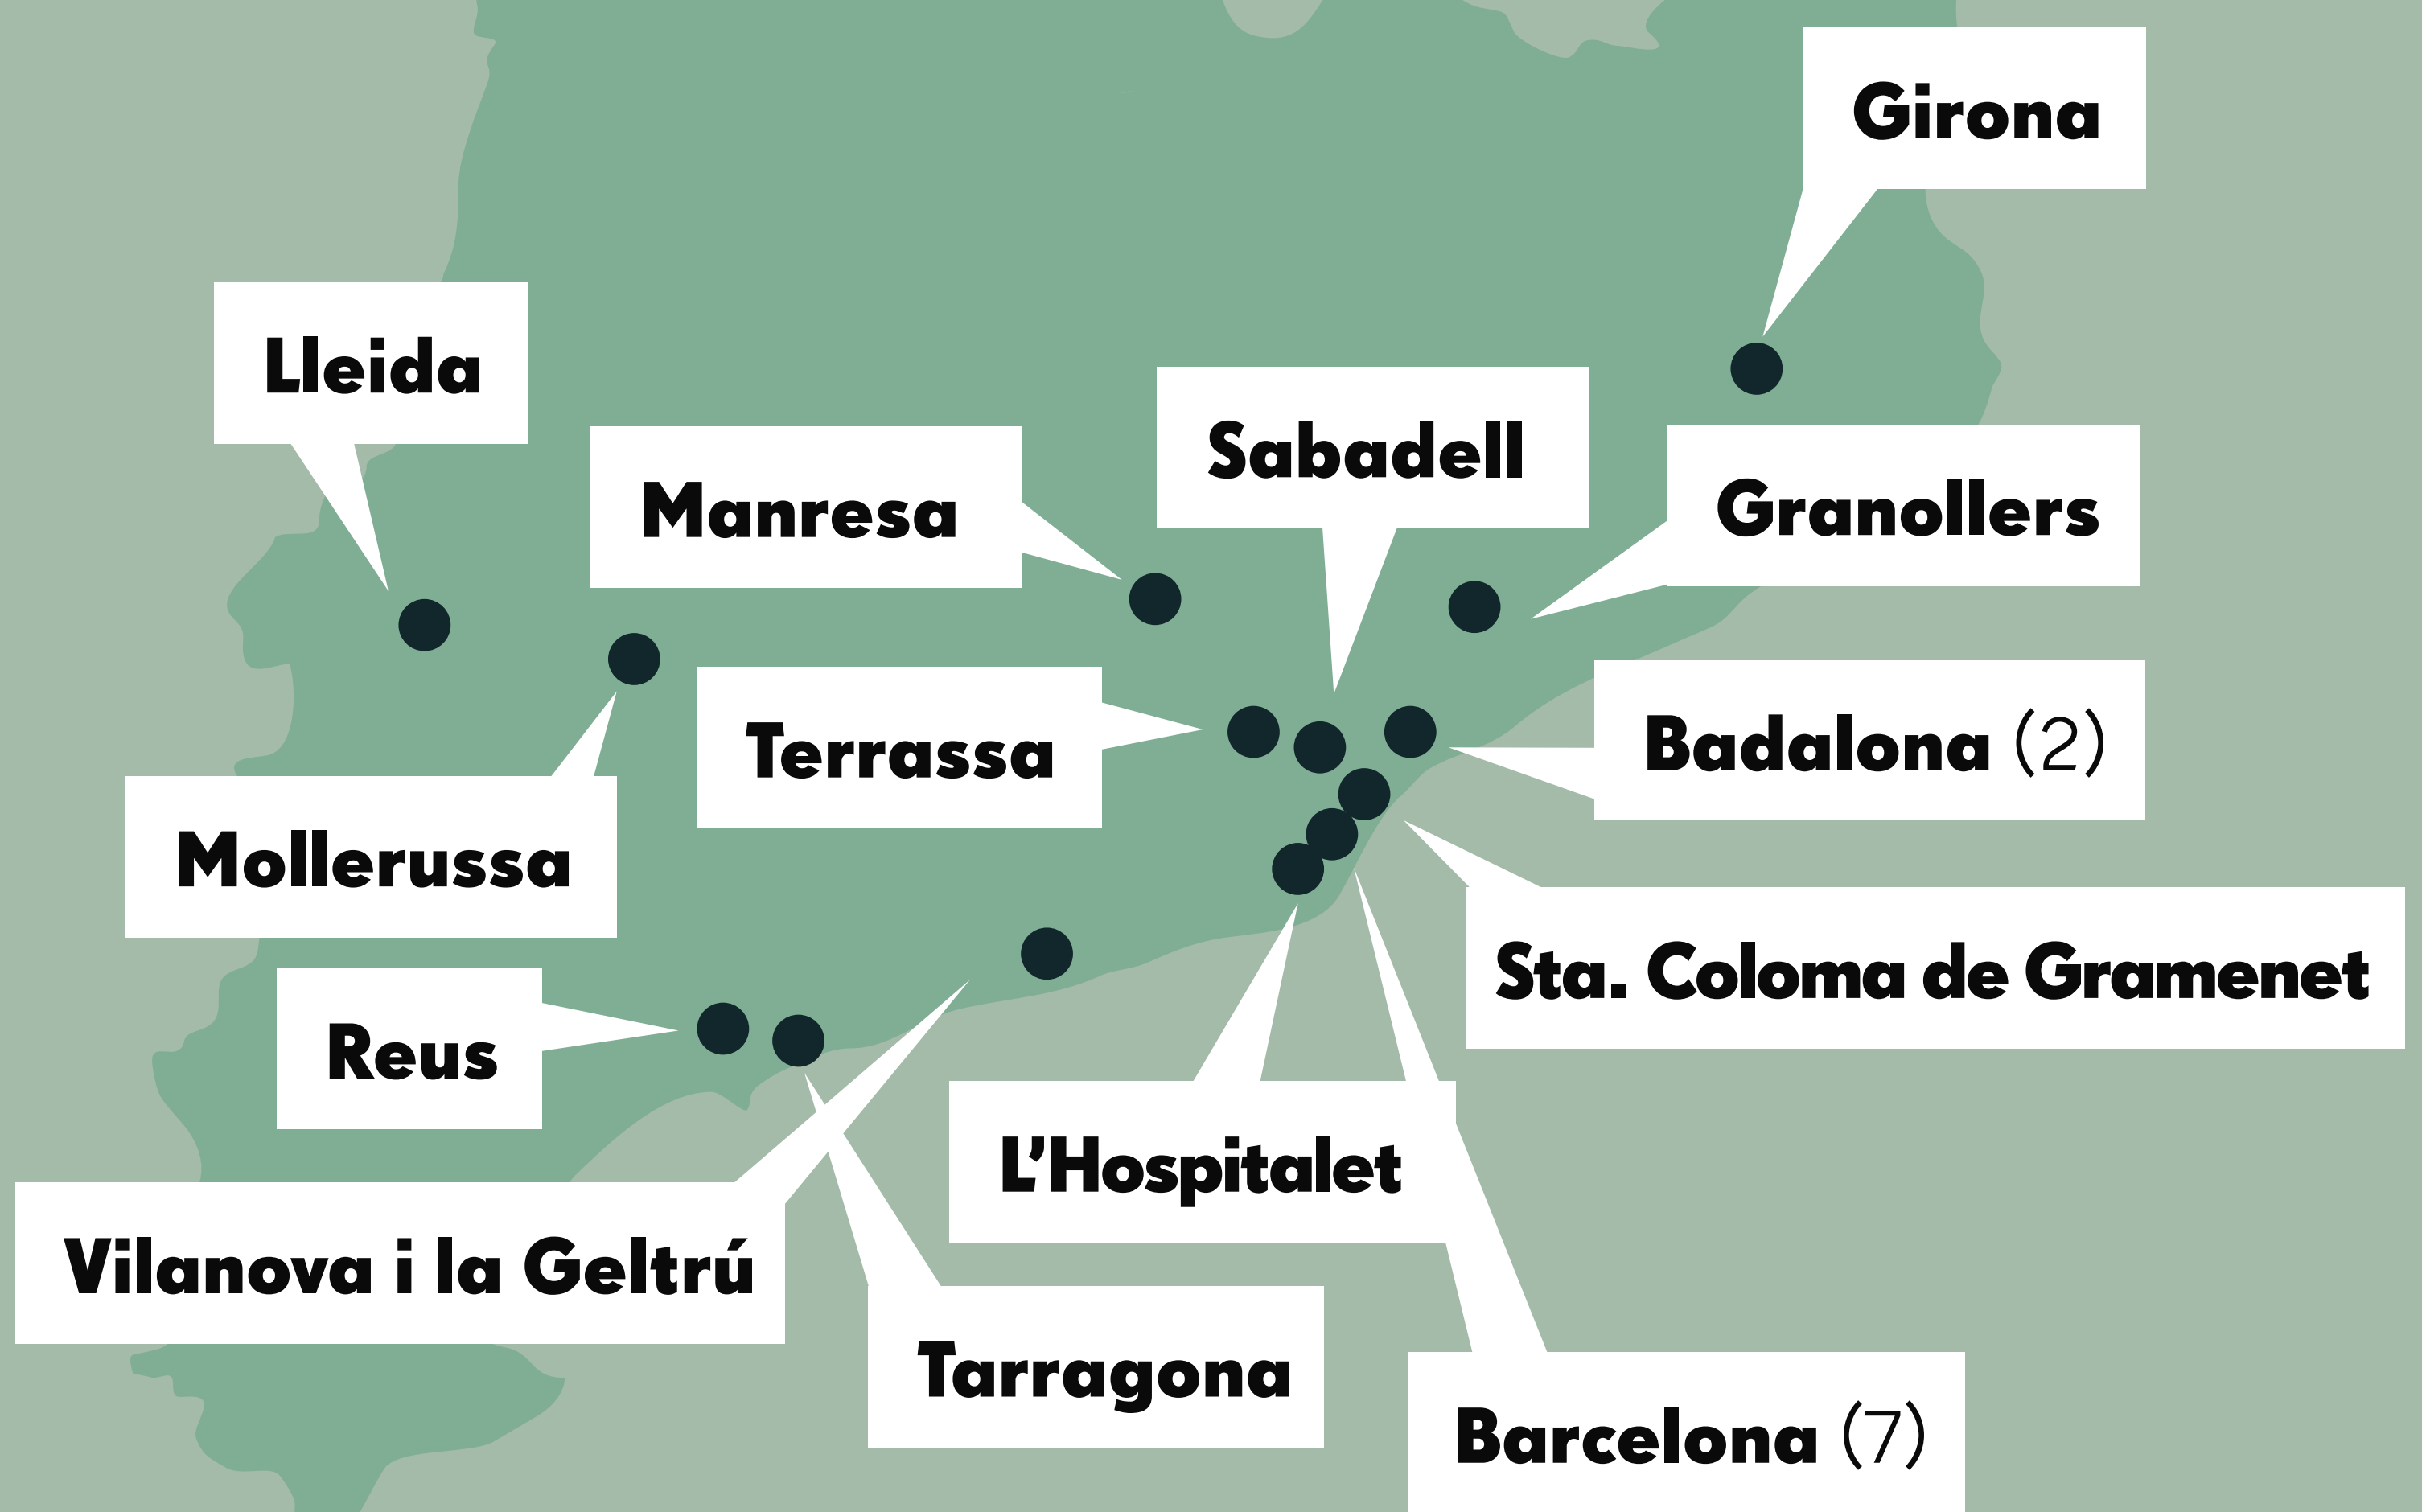 Girona
Lleida
Sabadell
Manresa
Granollers
Terrassa
Badalona (2)
Mollerussa
Sta. Coloma de Gramenet
Reus
L'Hospitalet
Vilanova i la Geltrú
Tarragona
Barcelona (7)